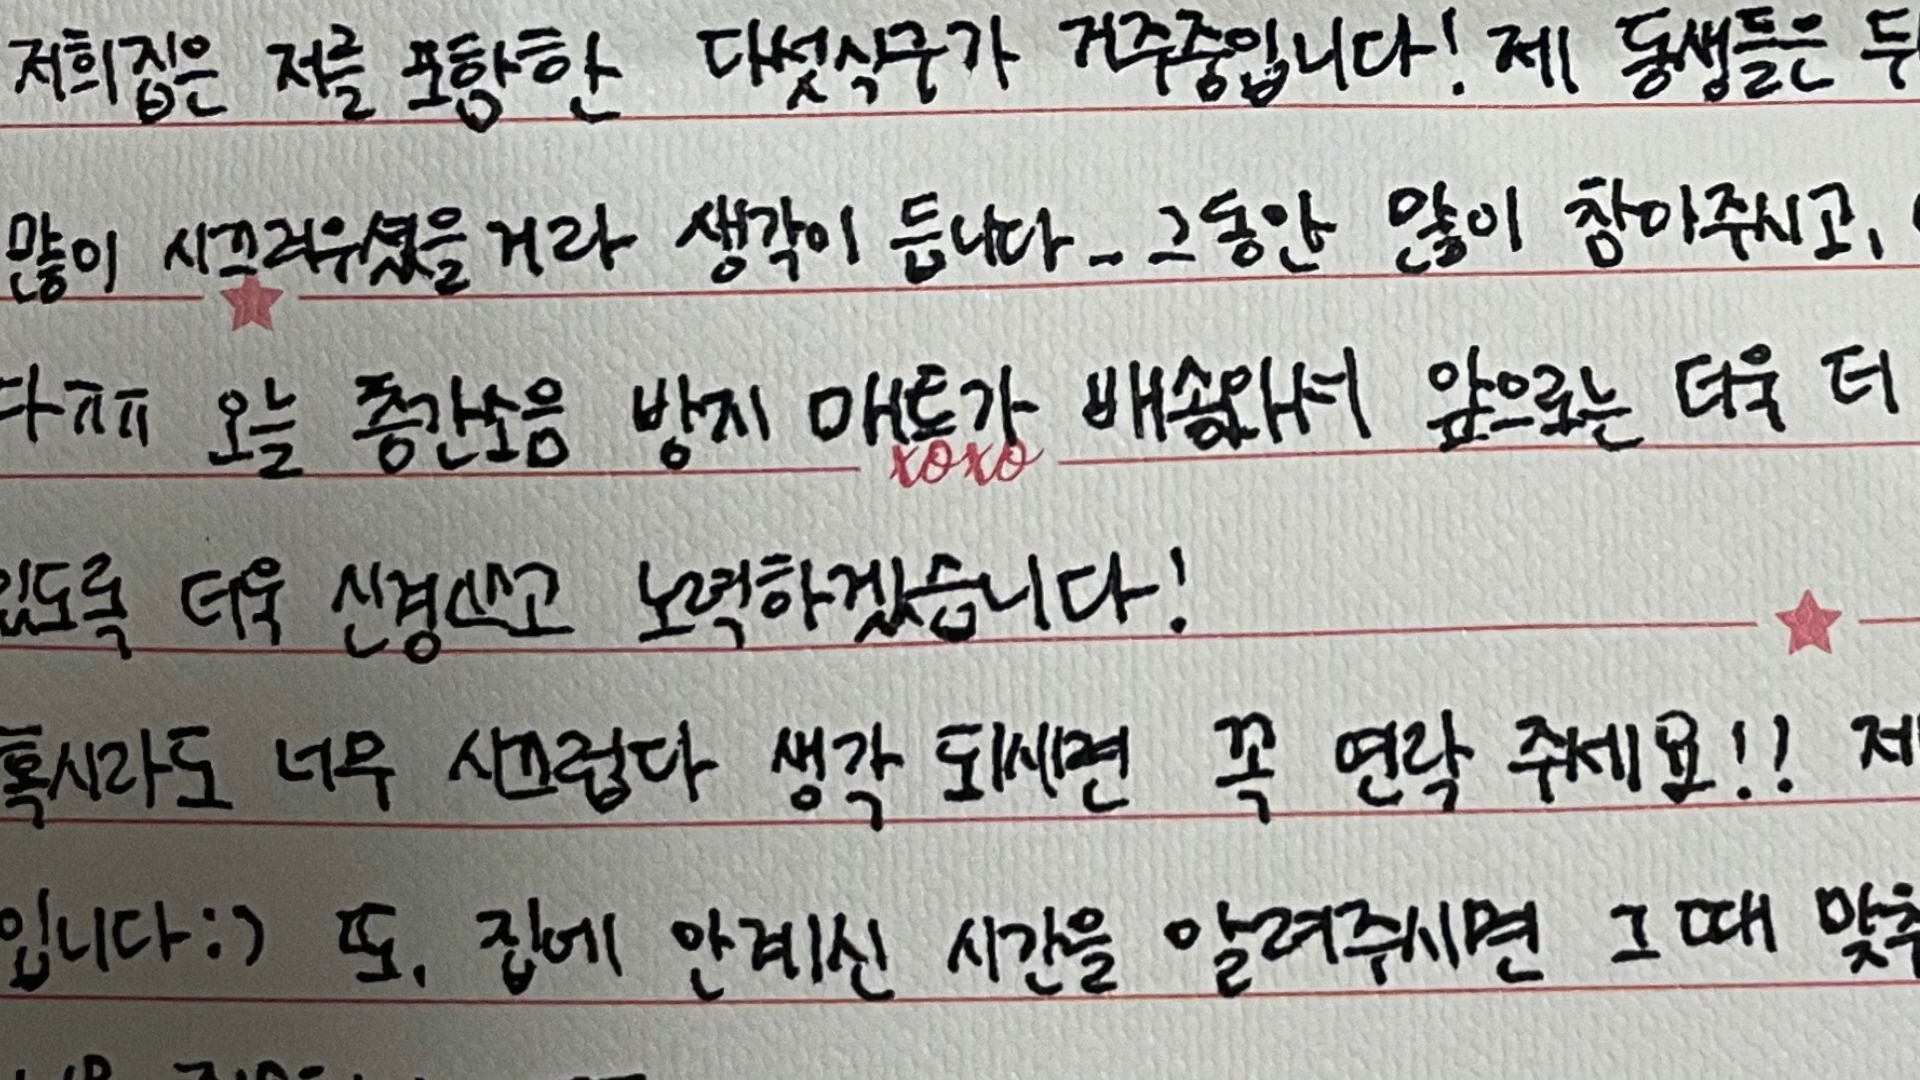 저희집은 저를 포함한 다섯식구가 거주중입니다! 제 동생들은
많이 시끄러우셨을거라 생각이 듭니다... 그동안 많이 참아주시고,
다ㅠㅠ 오늘 층간소음 방지 매트가 배송와서 앞으로는 더욱 더
xoxo
있도록 더욱 신경쓰고 노력하겠습니다!
혹시라도 너무 시끄럽다 생각 되시면 꼭 연락 주세요!! 제
입니다:) 또, 집에 안계신 시간을 알려주시면 그때 맞추